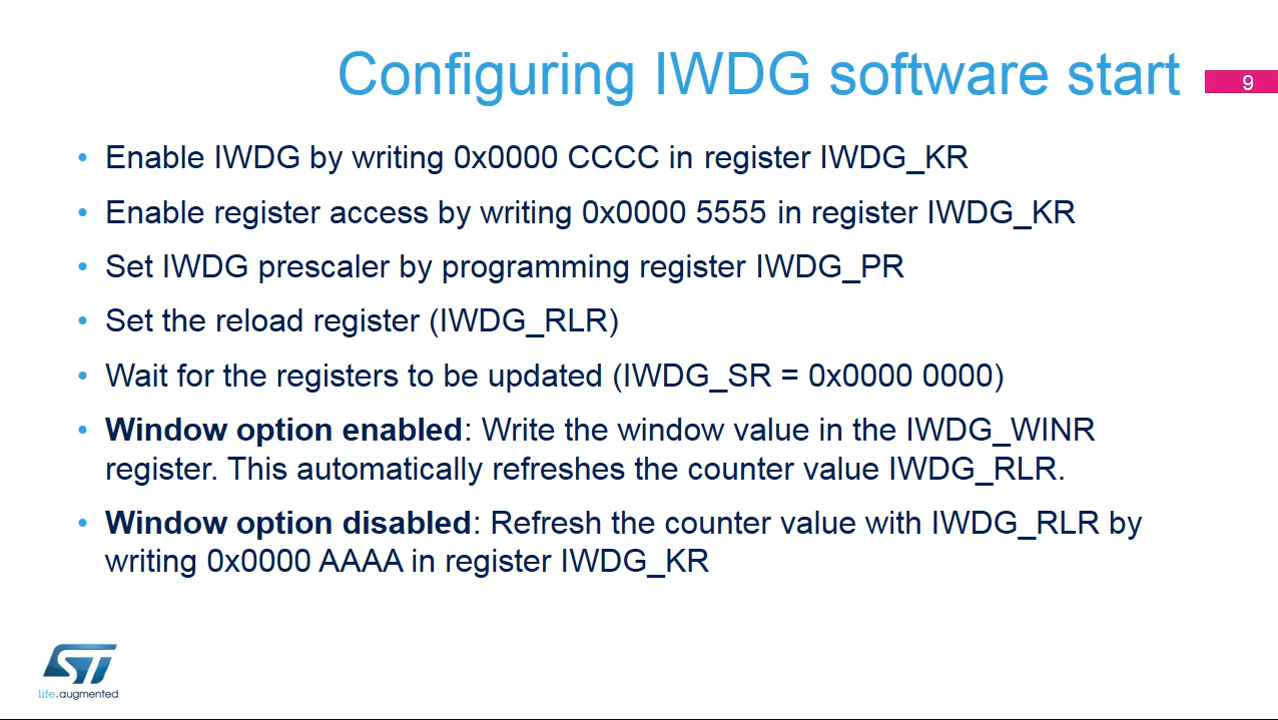 Configuring IWDG software start
9
• Enable IWDG by writing 0x0000 CCCC in register IWDG_KR
• Enable register access by writing 0x0000 5555 in register IWDG_KR
• Set IWDG prescaler by programming register IWDG_PR
• Set the reload register (IWDG_RLR)
• Wait for the registers to be updated (IWDG_SR = 0x0000 0000)
• Window option enabled: Write the window value in the IWDG_WINR
register. This automatically refreshes the counter value IWDG_RLR.
• Window option disabled: Refresh the counter value with IWDG_RLR by
writing 0x0000 AAAA in register IWDG_KR
ST
life.augmented